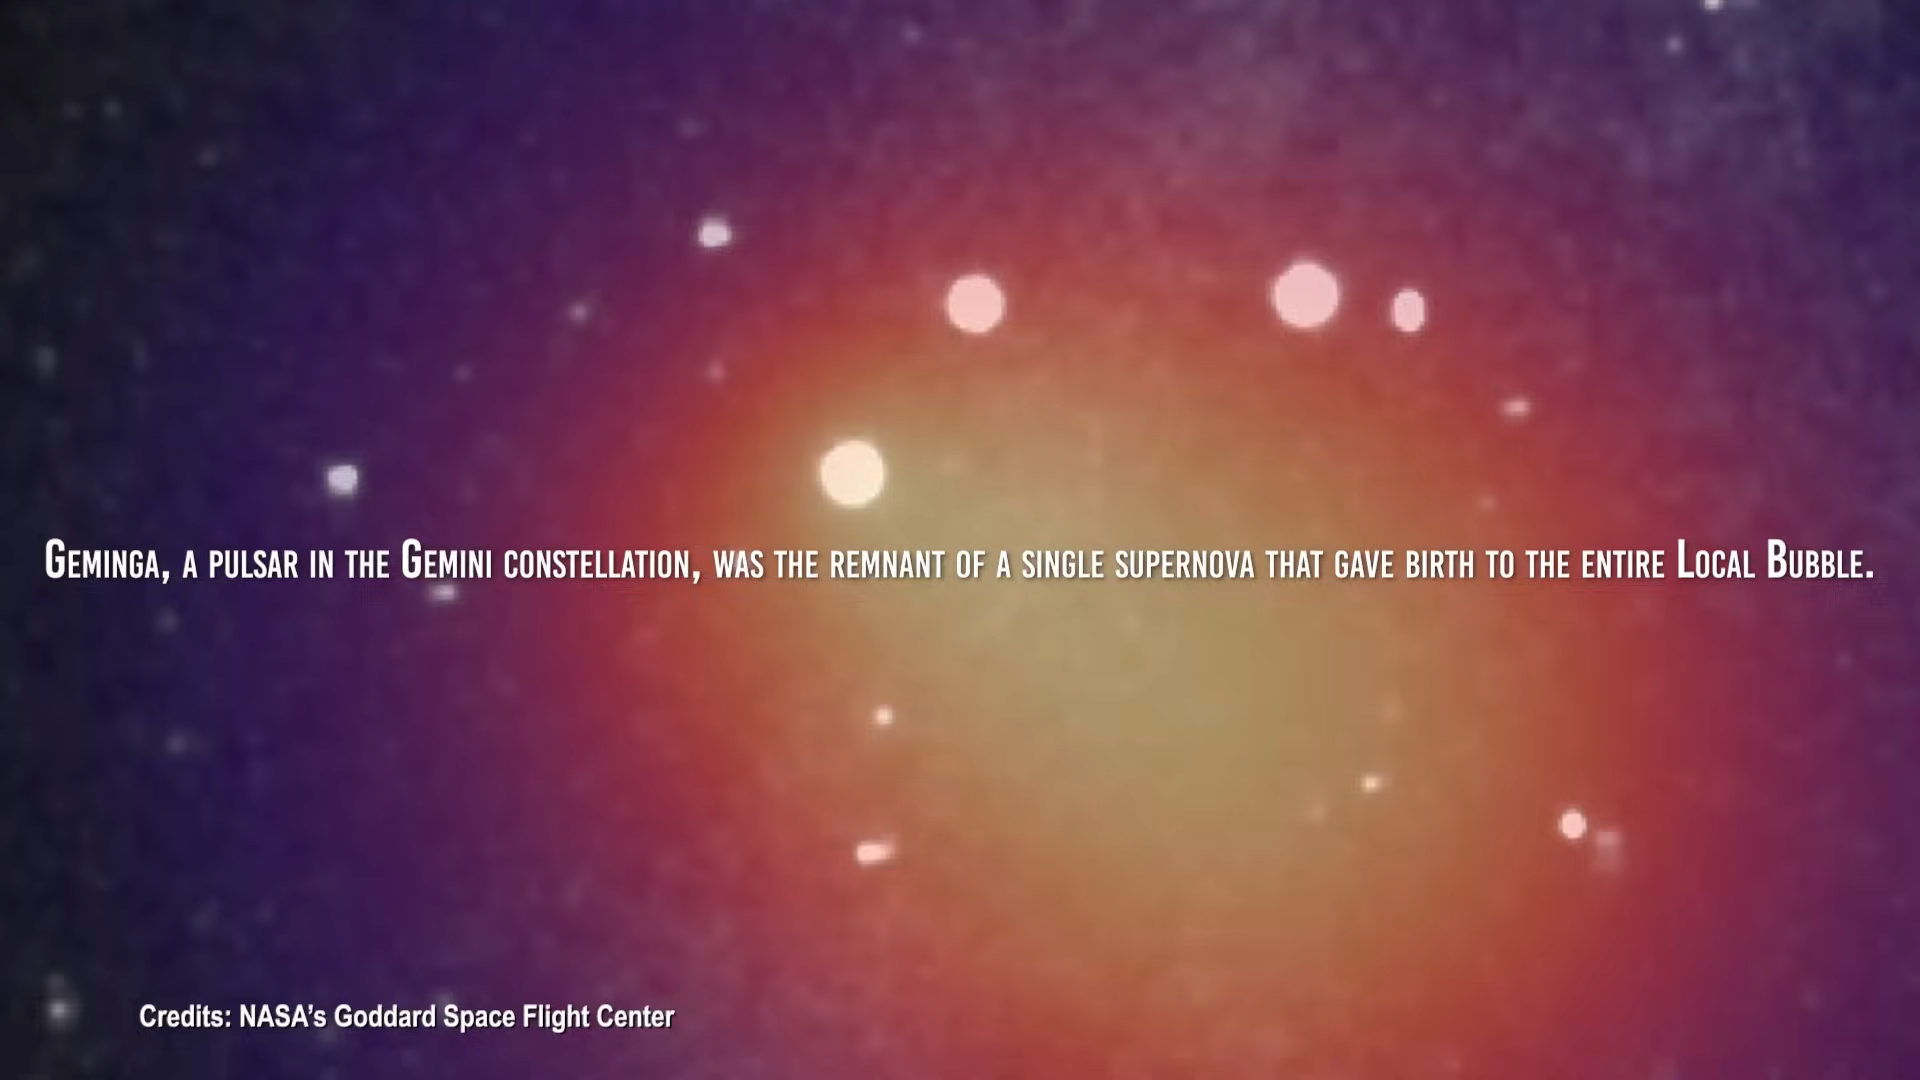 Geminga, a pulsar in the Gemini constellation, was the remnant of a single supernova that gave birth to the entire Local Bubble.
Credits: NASA's Goddard Space Flight Center